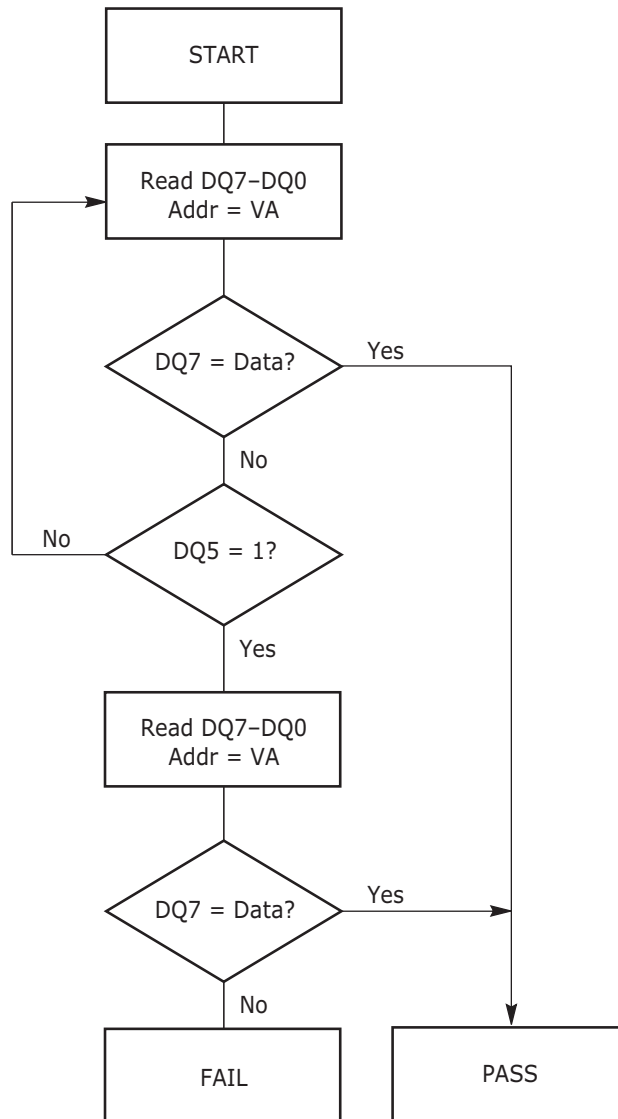 START
Read DQ7–DQ0
Addr = VA
DQ7 = Data?
Yes
No
DQ5 = 1?
No
Yes
Read DQ7–DQ0
Addr = VA
DQ7 = Data?
Yes
No
FAIL
PASS